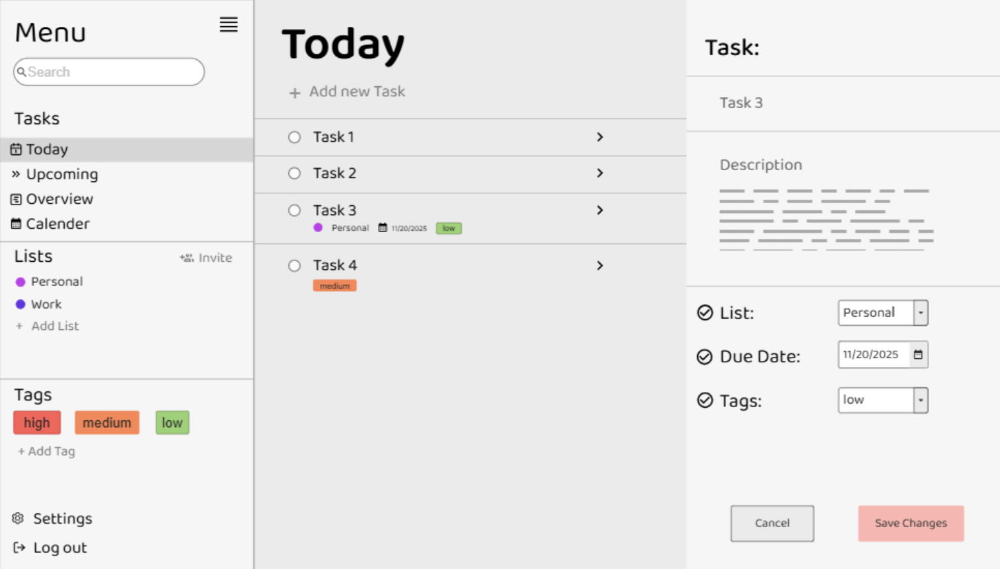 Menu
Search
Tasks
Today
Upcoming
Overview
Calender
Lists
Invite
Personal
Work
+ Add List
Tags
high medium low
+ Add Tag
Settings
Log out
Today
+ Add new Task
Task 1
Task 2
Task 3
Personal 11/20/2025 low
Task 4
medium
Task:
Task 3
Description
List: Personal
Due Date: 11/20/2025
Tags: low
Cancel Save Changes